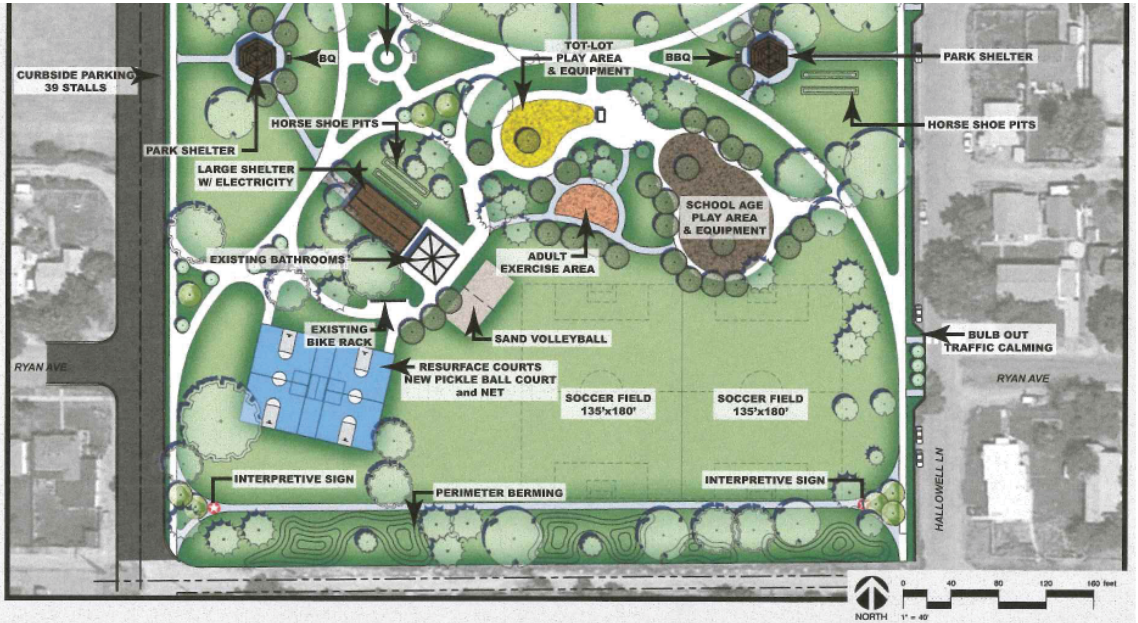 CURBSIDE PARKING
39 STALLS
BQ
TOT-LOT
PLAY AREA
& EQUIPMENT
BBQ
PARK SHELTER
HORSE SHOE PITS
HORSE SHOE PITS
PARK SHELTER
LARGE SHELTER
W/ ELECTRICITY
SCHOOL AGE
PLAY AREA
& EQUIPMENT
EXISTING BATHROOMS
ADULT
EXERCISE AREA
EXISTING
BIKE RACK
SAND VOLLEYBALL
BULB OUT
TRAFFIC CALMING
RYAN AVE
RESURFACE COURTS
NEW PICKLE BALL COURT
and NET
RYAN AVE
SOCCER FIELD
135'x180'
SOCCER FIELD
135'x180'
INTERPRETIVE SIGN
INTERPRETIVE SIGN
PERIMETER BERMING
HALLOWELL LN
NORTH
0 40 80 120 160 feet
1" = 40'